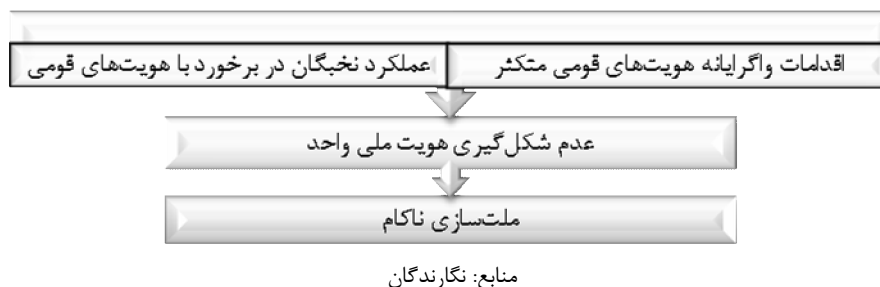 اقدامات واگرایانه هویت‌های قومی متکثر
عملکرد نخبگان در برخورد با هویت‌های قومی
عدم شکل‌گیری هویت ملی واحد
ملت‌سازی ناکام
منابع: نگارندگان